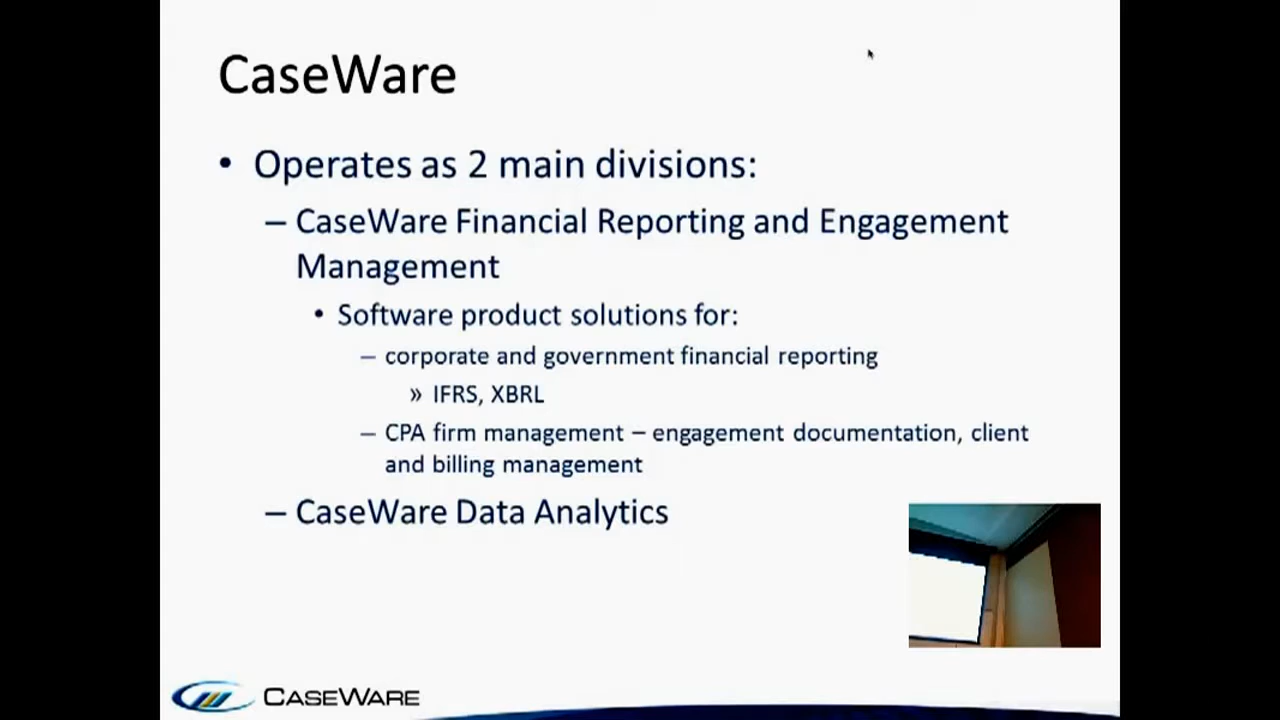 CaseWare
• Operates as 2 main divisions:
– CaseWare Financial Reporting and Engagement
Management
• Software product solutions for:
– corporate and government financial reporting
» IFRS, XBRL
– CPA firm management – engagement documentation, client
and billing management
– CaseWare Data Analytics
CASEWARE